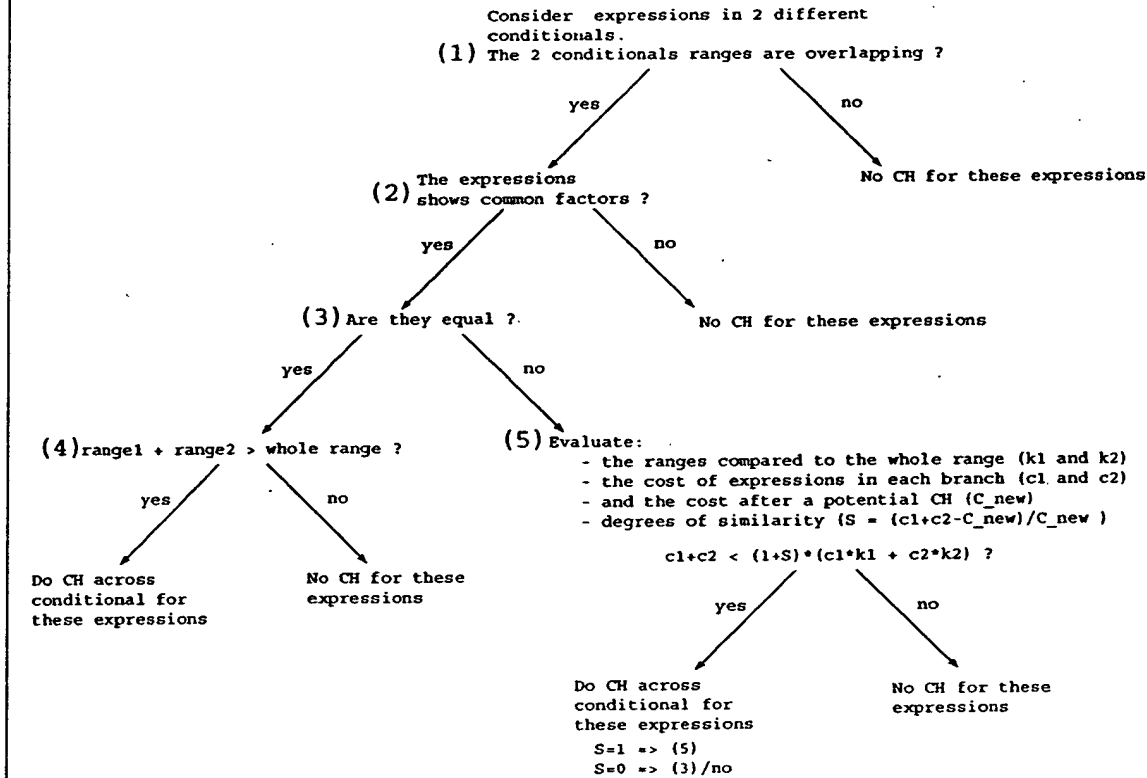 Consider expressions in 2 different
conditionals.
(1) The 2 conditionals ranges are overlapping ?
yes
no
(2) The expressions
shows common factors ?
No CH for these expressions
yes
no
(3) Are they equal ?
No CH for these expressions
yes
no
(4) range1 + range2 > whole range ?
yes
no
Do CH across
conditional for
these expressions
No CH for these
expressions
(5) Evaluate:
- the ranges compared to the whole range (k1 and k2)
- the cost of expressions in each branch (c1 and c2)
- and the cost after a potential CH (C_new)
- degrees of similarity (S = (c1+c2-C_new)/C_new )
c1+c2 < (1+S)*(c1*k1 + c2*k2) ?
yes
no
Do CH across
conditional for
these expressions
S=1 => (5)
S=0 => (3)/no
No CH for these
expressions